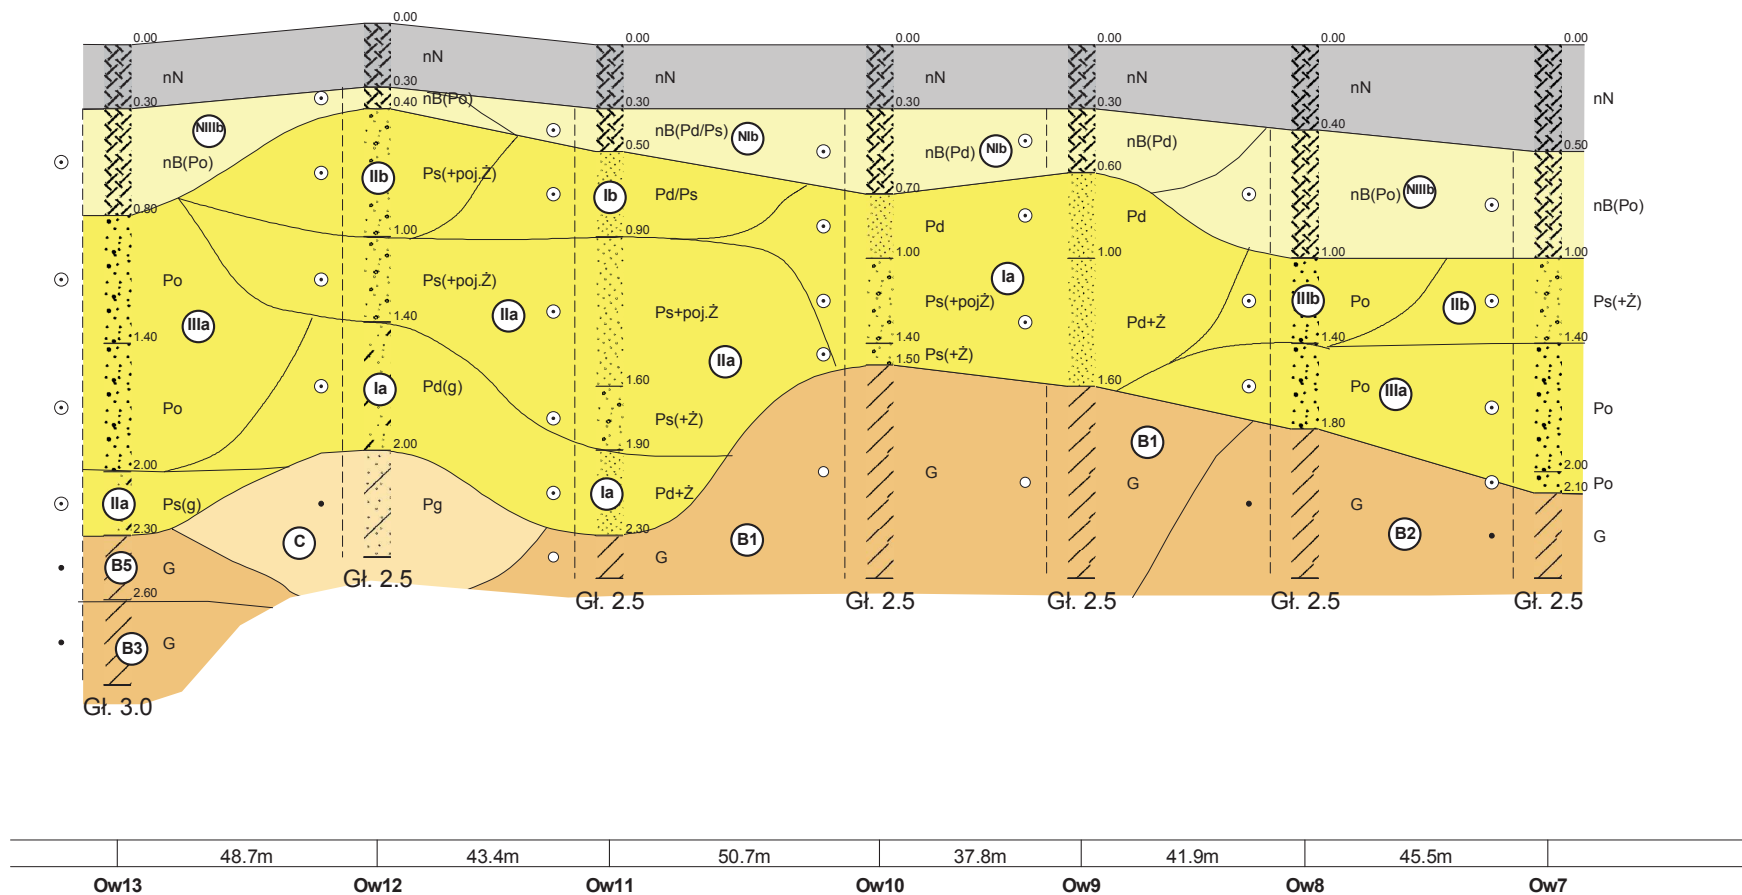 0.00
0.00
0.00
0.00
0.00
0.00
0.00
nN
nN
nN
nN
nN
nN
nN
0.30
0.30
0.40
0.30
0.30
0.30
0.40
0.50
nB(Po)
NIIIb
nB(Po)
nB(Pd/Ps)
NIb
nB(Pd)
NIb
nB(Pd)
nB(Po)
NIIIb
nB(Po)
0.80
0.50
0.70
0.60
1.00
1.00
IIb
Ps(+poj.Ż)
Ib
Pd/Ps
Pd
Pd
1.00
0.90
1.00
1.00
Po
Ps(+poj.Ż)
IIa
Ps+poj.Ż
Ps(+pojŻ)
Ia
Pd+Ż
IIIb
Po
IIb
Ps(+Ż)
IIIa
1.40
1.40
IIa
1.40
1.50
Ps(+Ż)
1.40
1.40
Po
Ia
Pd(g)
1.60
Ps(+Ż)
1.60
Po
IIIa
Po
2.00
2.00
1.90
1.80
2.00
IIa
Ps(g)
Pg
Ia
Pd+Ż
G
B1
G
G
Po
2.10
2.30
C
2.30
B1
B2
G
B5
G
G
2.60
B3
G
Gł. 3.0
Gł. 2.5
Gł. 2.5
Gł. 2.5
Gł. 2.5
Gł. 2.5
Gł. 2.5
48.7m
43.4m
50.7m
37.8m
41.9m
45.5m
Ow13
Ow12
Ow11
Ow10
Ow9
Ow8
Ow7